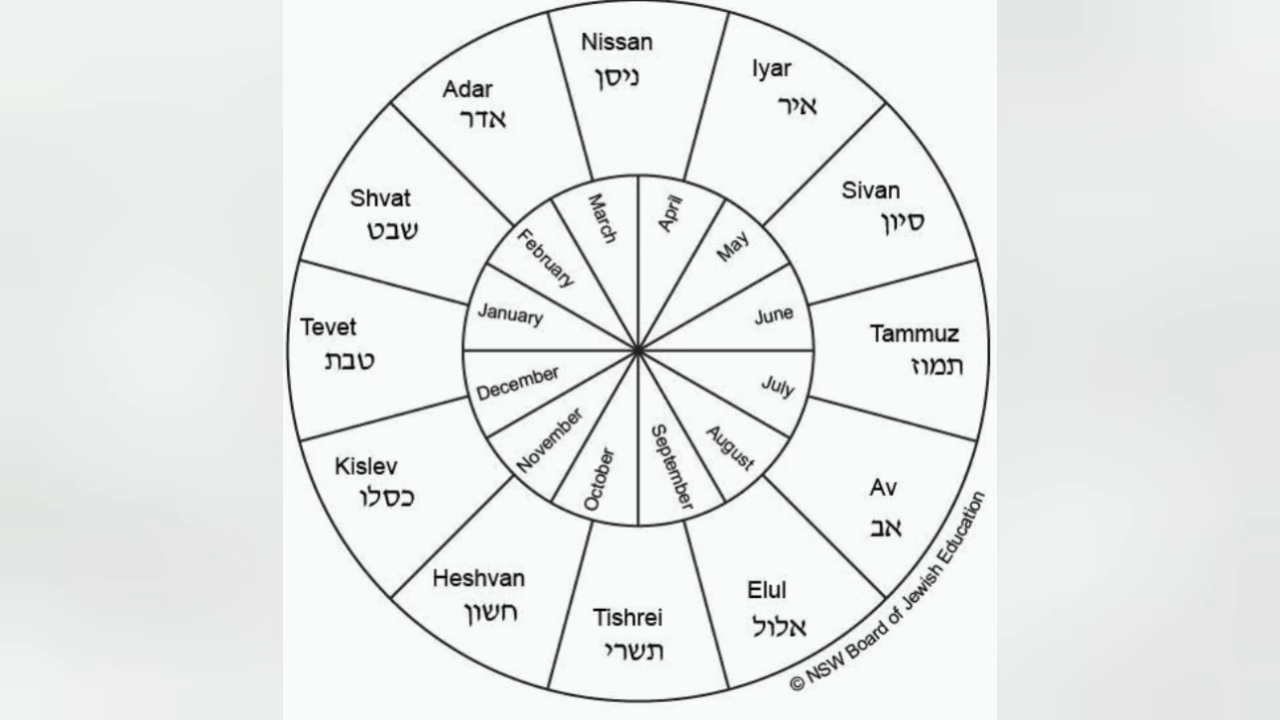 Nissan
ניסן
Iyar
איר
Sivan
סיון
Tammuz
תמוז
Av
אב
Elul
אלול
Tishrei
תשרי
Heshvan
חשון
Kislev
כסלו
Tevet
טבת
Shvat
שבט
Adar
אדר
January
February
March
April
May
June
July
August
September
October
November
December
© NSW Board of Jewish Education